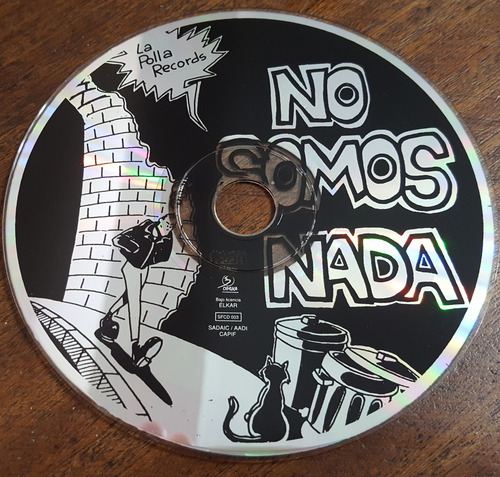 La
Polla
Records
NO
SOMOS
NADA
Bajo licencia
ELKAR
SFCD 003
SADAIC / AADI
CAPIF